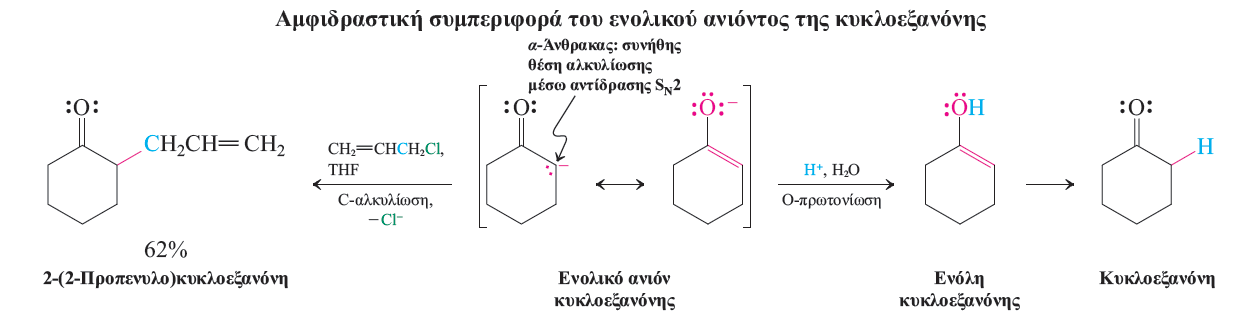 Αμφιδραστική συμπεριφορά του ενολικού ανιόντος της κυκλοεξανόνης
α-Άνθρακας: συνήθης
θέση αλκυλίωσης
μέσω αντίδρασης SN2
:O:
CH2CH=CH2
62%
2-(2-Προπενυλο)κυκλοεξανόνη
CH2=CHCH2Cl,
THF
C-αλκυλίωση,
−Cl−
:O:
:−
:Ö:−
Ενολικό ανιόν
κυκλοεξανόνης
H+, H2O
O-πρωτονίωση
:ÖH
Ενόλη
κυκλοεξανόνης
:O:
H
Κυκλοεξανόνη